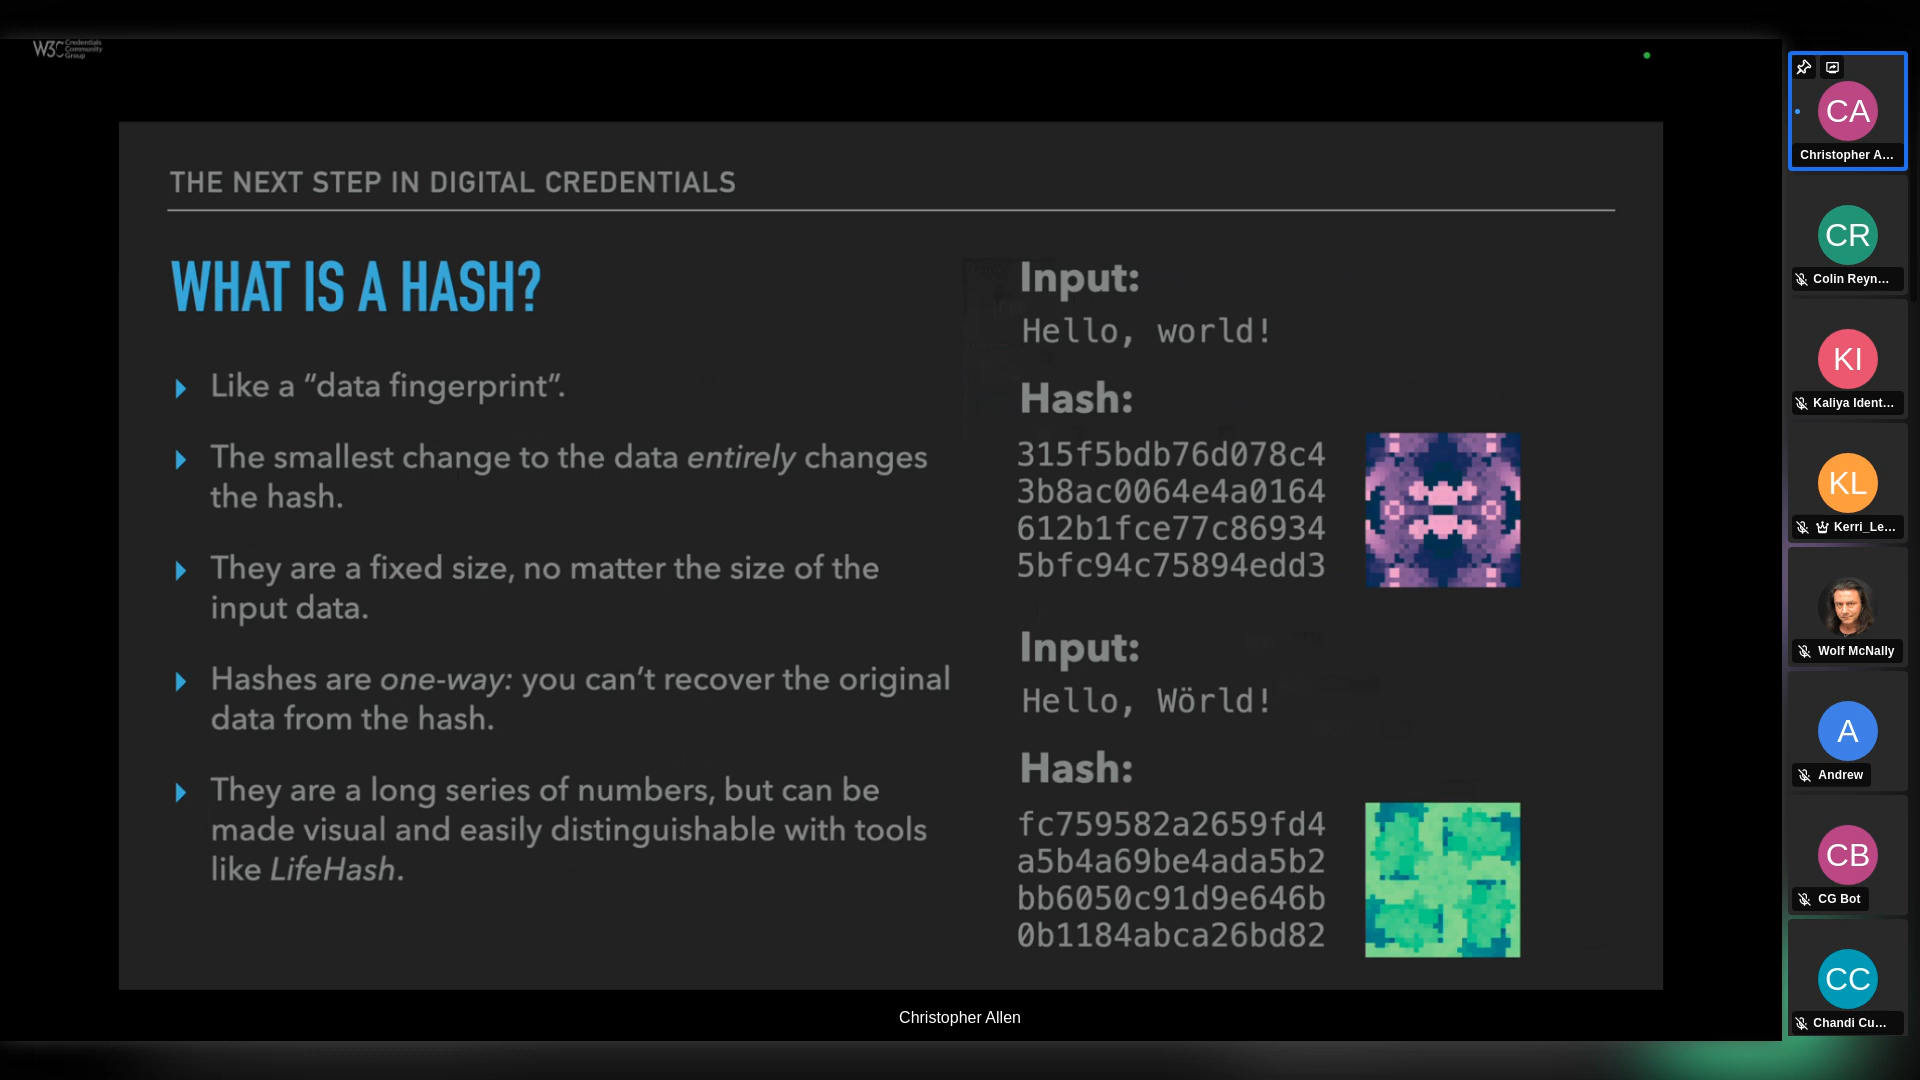 W3C Credentials
Community
Group
THE NEXT STEP IN DIGITAL CREDENTIALS
WHAT IS A HASH?
Like a “data fingerprint”.
The smallest change to the data entirely changes
the hash.
They are a fixed size, no matter the size of the
input data.
Hashes are one-way: you can’t recover the original
data from the hash.
They are a long series of numbers, but can be
made visual and easily distinguishable with tools
like LifeHash.
Input:
Hello, world!
Hash:
315f5bdb76d078c4
3b8ac0064e4a0164
612b1fce77c86934
5bfc94c75894edd3
Input:
Hello, Wörld!
Hash:
fc759582a2659fd4
a5b4a69be4ada5b2
bb6050c91d9e646b
0b1184abca26bd82
Christopher Allen
CA
Christopher A...
CR
Colin Reyn...
KI
Kaliya Ident...
KL
Kerri_Le...
Wolf McNally
A
Andrew
CB
CG Bot
CC
Chandi Cu...